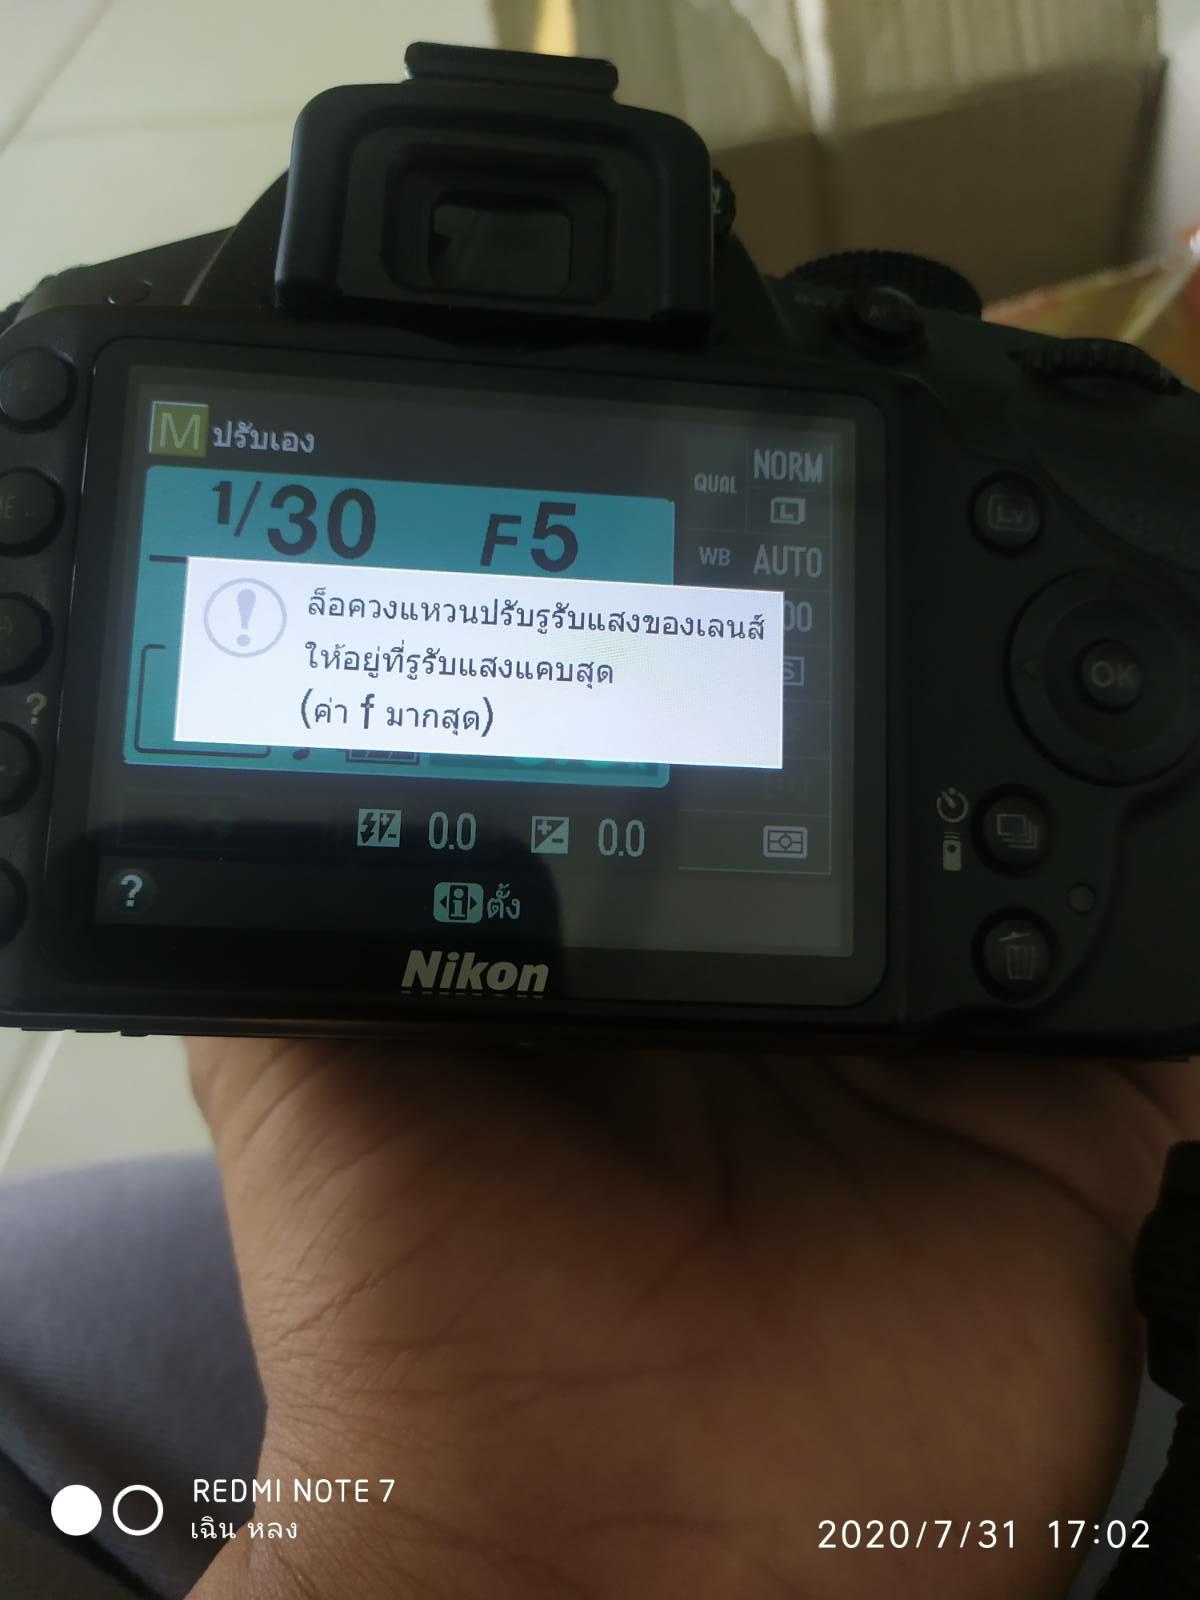 M ปรับเอง
1/30 F5
QUAL NORM
L
WB AUTO
00
S
ล็อควงแหวนปรับรูรับแสงของเลนส์
ให้อยู่ที่รูรับแสงแคบสุด
(ค่า f มากสุด)
0.0 0.0
? i ตั้ง
Nikon
Lv
OK
?
REDMI NOTE 7
เฉิน หลง
2020/7/31 17:02